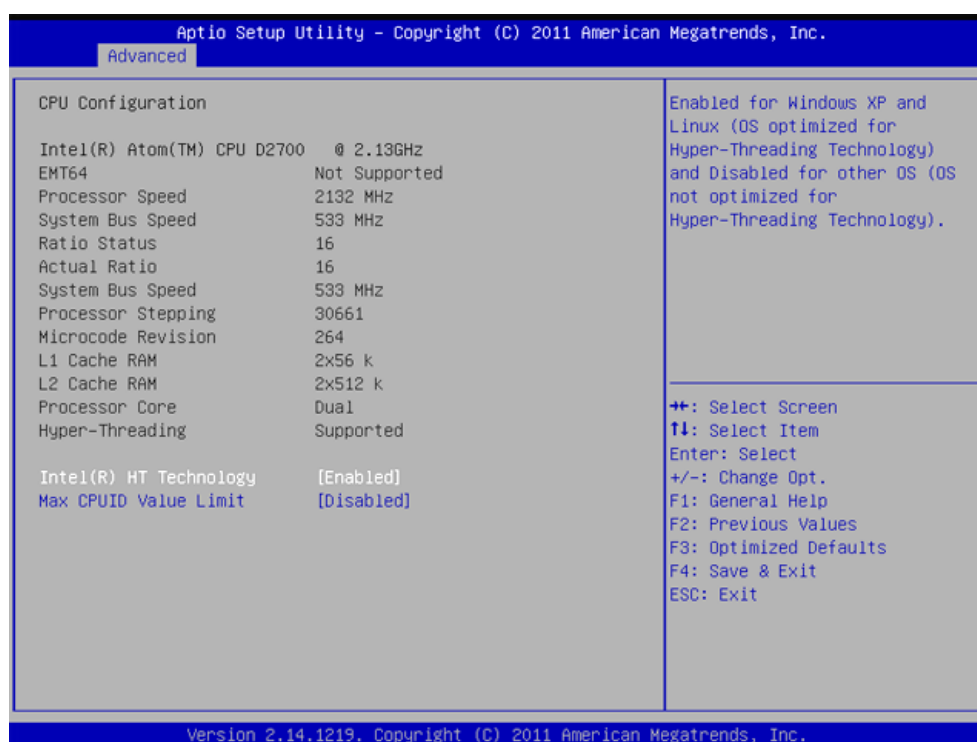 Aptio Setup Utility – Copyright (C) 2011 American Megatrends, Inc.
Advanced
CPU Configuration
Intel(R) Atom(TM) CPU D2700 @ 2.13GHz
EMT64 Not Supported
Processor Speed 2132 MHz
System Bus Speed 533 MHz
Ratio Status 16
Actual Ratio 16
System Bus Speed 533 MHz
Processor Stepping 30661
Microcode Revision 264
L1 Cache RAM 2x56 k
L2 Cache RAM 2x512 k
Processor Core Dual
Hyper-Threading Supported
Intel(R) HT Technology [Enabled]
Max CPUID Value Limit [Disabled]
Enabled for Windows XP and
Linux (OS optimized for
Hyper-Threading Technology)
and Disabled for other OS (OS
not optimized for
Hyper-Threading Technology).
→←: Select Screen
↑↓: Select Item
Enter: Select
+/-: Change Opt.
F1: General Help
F2: Previous Values
F3: Optimized Defaults
F4: Save & Exit
ESC: Exit
Version 2.14.1219. Copyright (C) 2011 American Megatrends, Inc.